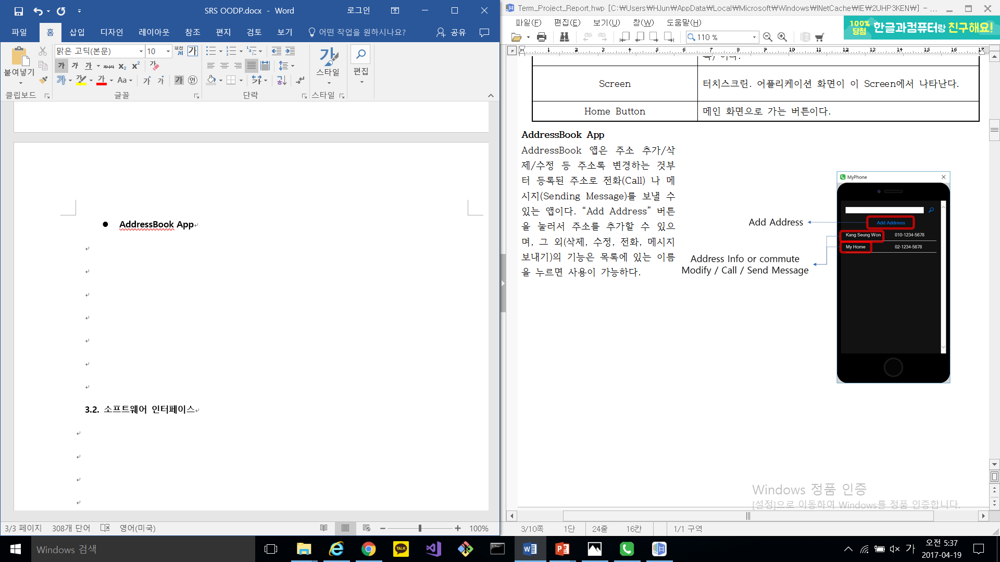 SRS OODP.docx - Word
로그인
파일
홈
삽입
디자인
레이아웃
참조
편지
검토
보기
어떤 작업을 원하시나요?
공유
붙여넣기
맑은 고딕(본문)
10
스타일
편집
클립보드
글꼴
단락
스타일
● AddressBook App
3.2. 소프트웨어 인터페이스
3/3 페이지
308개 단어
영어(미국)
100%
Term_Project_Report.hwp [C:₩Users₩HJun₩AppData₩Local₩Microsoft₩Windows₩INetCache₩IE₩2UHP3KEN₩] - ...
파일(F)
편집(E)
보기(U)
창(W)
도움말(H)
100% 당첨 한글과컴퓨터랑 친구해요!
110 %
1 2 3 4 5 6 7 8 9 10 11 12 13 14 15 16 17
Screen
터치스크린. 어플리케이션 화면이 이 Screen에서 나타난다.
Home Button
메인 화면으로 가는 버튼이다.
AddressBook App
AddressBook 앱은 주소 추가/삭
제/수정 등 주소록 변경하는 것부
터 등록된 주소로 전화(Call) 나 메
시지(Sending Message)를 보낼 수
있는 앱이다. “Add Address” 버튼
을 눌러서 주소를 추가할 수 있으
며, 그 외(삭제, 수정, 전화, 메시지
보내기)의 기능은 목록에 있는 이름
을 누르면 사용이 가능하다.
Add Address
Address Info or commute
Modify / Call / Send Message
MyPhone
Add Address
Kang Seung Won 010-1234-5678
My Home 02-1234-5678
Windows 정품 인증
[설정]으로 이동하여 Windows를 정품 인증합니다.
3/10쪽
1단
24줄
16칸
1/1 구역
Windows 검색
TALK
가
오전 5:37
2017-04-19